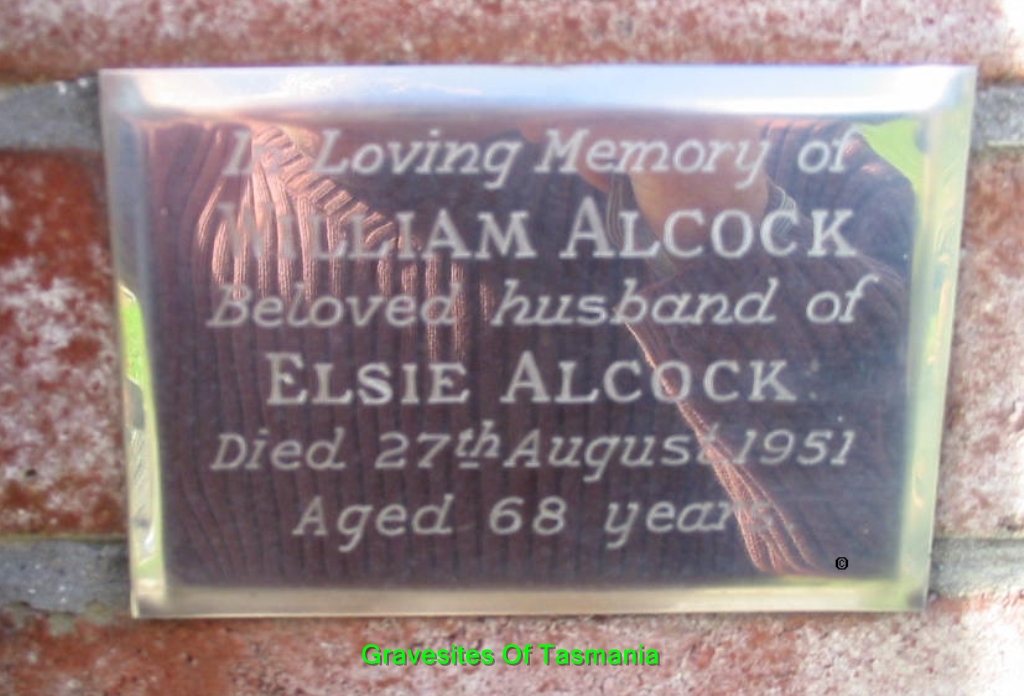 In Loving Memory of
WILLIAM ALCOCK
Beloved husband of
ELSIE ALCOCK
Died 27th August 1951
Aged 68 years.
©
Gravesites Of Tasmania